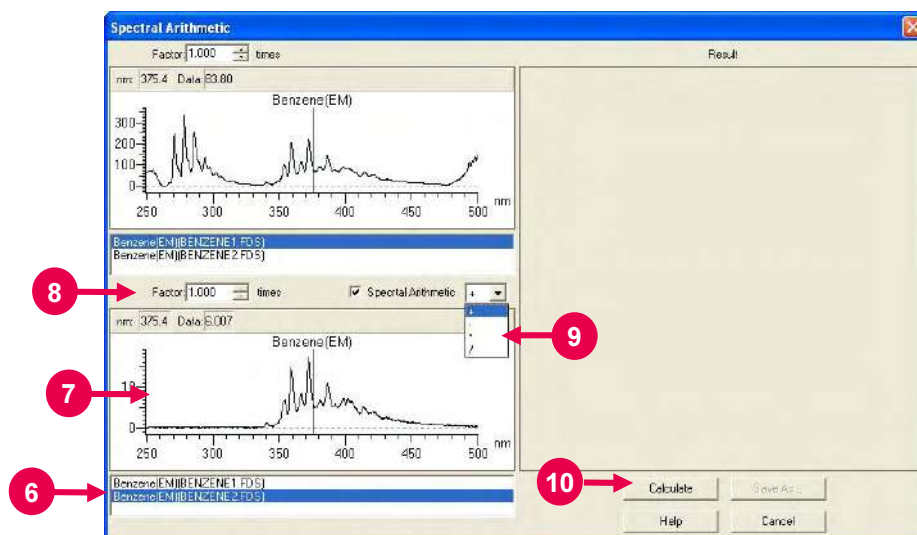 Spectral Arithmetic
Factor: 1.000 times
Result
nm: 375.4 Data: 83.80
Benzene(EM)
300
200
100
0
nm
250 300 350 400 450 500
Benzene(EM)(BENZENE1.FDS)
Benzene(EM)(BENZENE2.FDS)
8
Factor: 1.000 times
Specrtal Arithmetic +
+
-
*
/
9
nm: 375.4 Data: 6.007
Benzene(EM)
7
10
0
nm
250 300 350 400 450 500
6
Benzene(EM)(BENZENE1.FDS)
Benzene(EM)(BENZENE2.FDS)
10
Calculate Save As...
Help Cancel